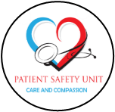 PATIENT SAFETY UNIT
CARE AND COMPASSION